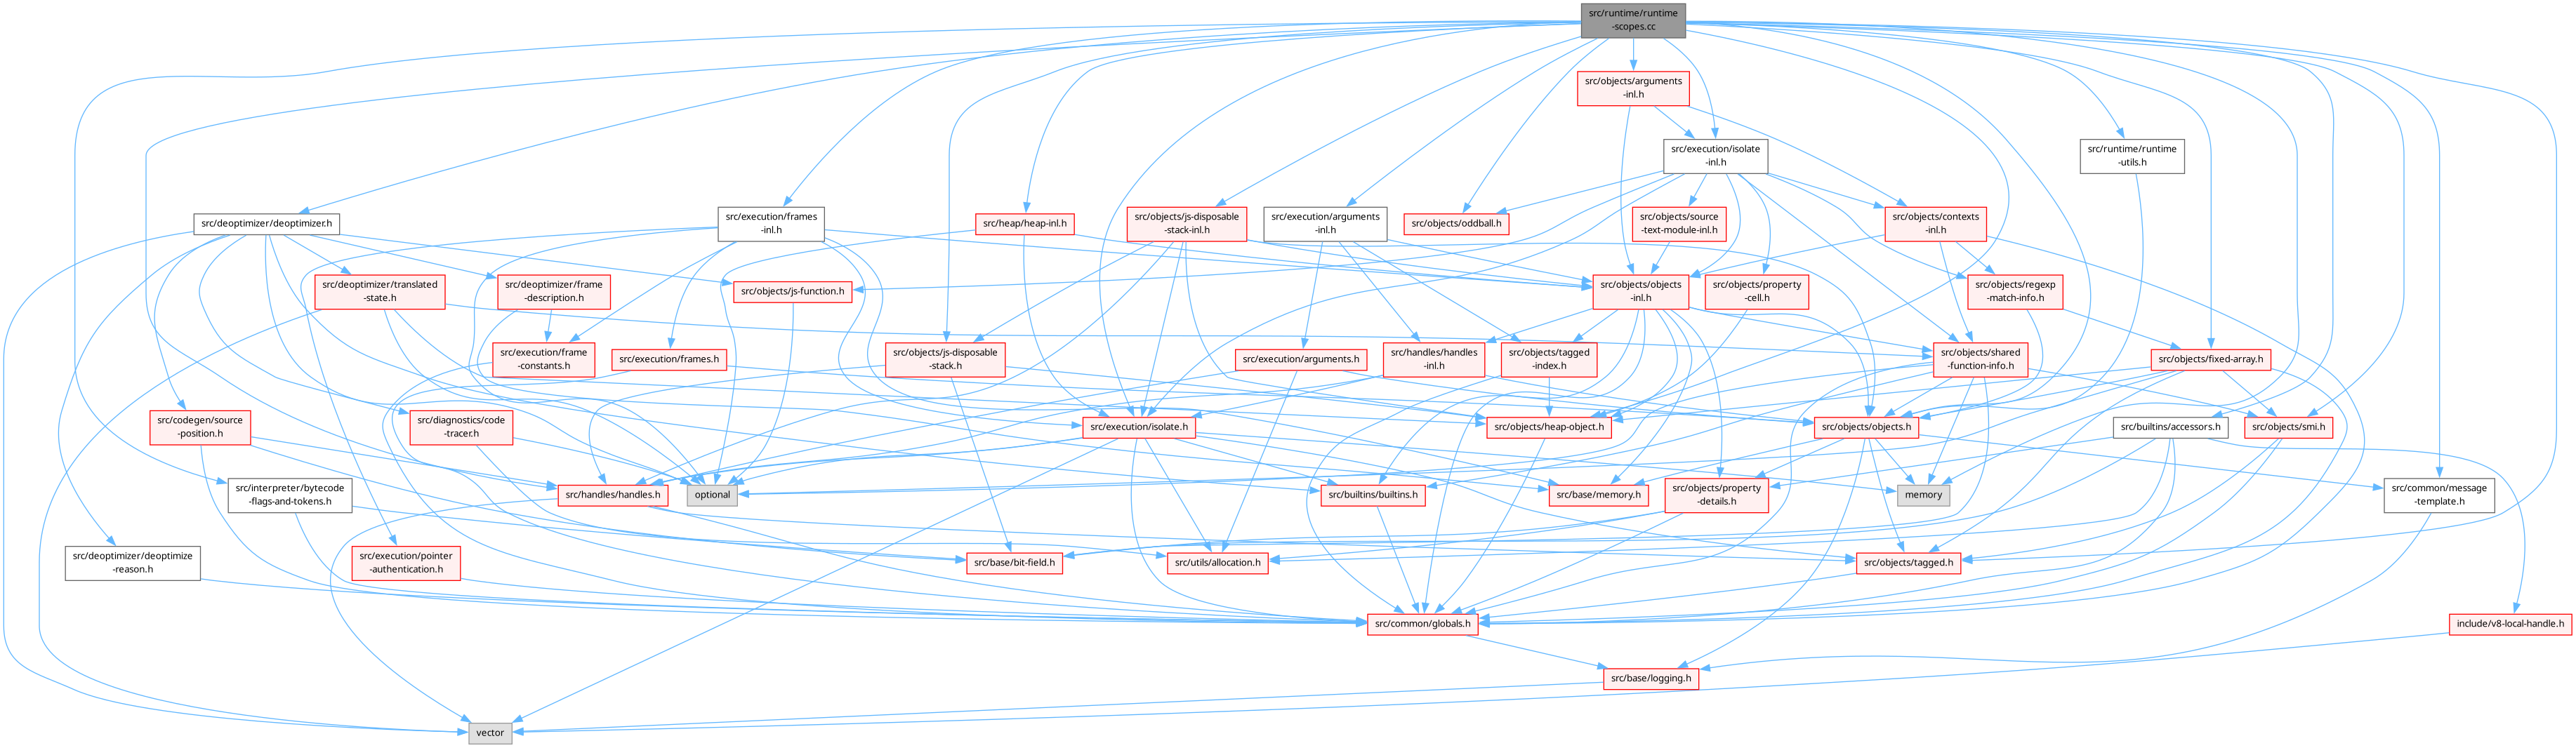 src/runtime/runtime
-scopes.cc
src/objects/arguments
-inl.h
src/execution/isolate
-inl.h
src/runtime/runtime
-utils.h
src/deoptimizer/deoptimizer.h
src/execution/frames
-inl.h
src/heap/heap-inl.h
src/objects/js-disposable
-stack-inl.h
src/execution/arguments
-inl.h
src/objects/oddball.h
src/objects/source
-text-module-inl.h
src/objects/contexts
-inl.h
src/deoptimizer/translated
-state.h
src/deoptimizer/frame
-description.h
src/objects/js-function.h
src/objects/objects
-inl.h
src/objects/property
-cell.h
src/objects/regexp
-match-info.h
src/execution/frame
-constants.h
src/execution/frames.h
src/objects/js-disposable
-stack.h
src/execution/arguments.h
src/handles/handles
-inl.h
src/objects/tagged
-index.h
src/objects/shared
-function-info.h
src/objects/fixed-array.h
src/codegen/source
-position.h
src/diagnostics/code
-tracer.h
src/execution/isolate.h
src/objects/heap-object.h
src/objects/objects.h
src/builtins/accessors.h
src/objects/smi.h
src/interpreter/bytecode
-flags-and-tokens.h
src/handles/handles.h
optional
src/builtins/builtins.h
src/base/memory.h
src/objects/property
-details.h
memory
src/common/message
-template.h
src/deoptimizer/deoptimize
-reason.h
src/execution/pointer
-authentication.h
src/base/bit-field.h
src/utils/allocation.h
src/objects/tagged.h
src/common/globals.h
include/v8-local-handle.h
src/base/logging.h
vector